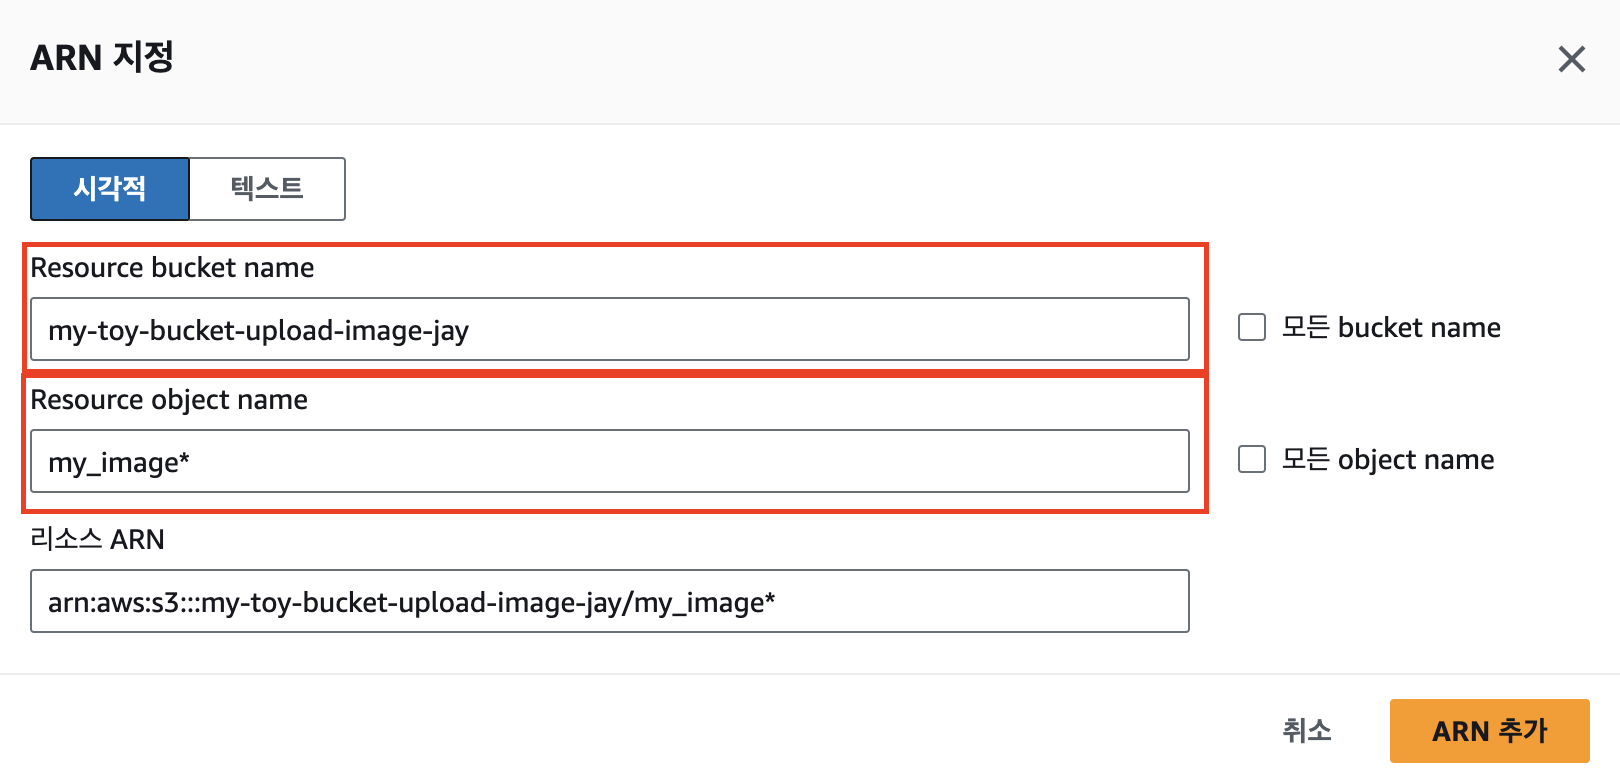 ARN 지정
시각적 텍스트
Resource bucket name
my-toy-bucket-upload-image-jay
모든 bucket name
Resource object name
my_image*
모든 object name
리소스 ARN
arn:aws:s3:::my-toy-bucket-upload-image-jay/my_image*
취소 ARN 추가